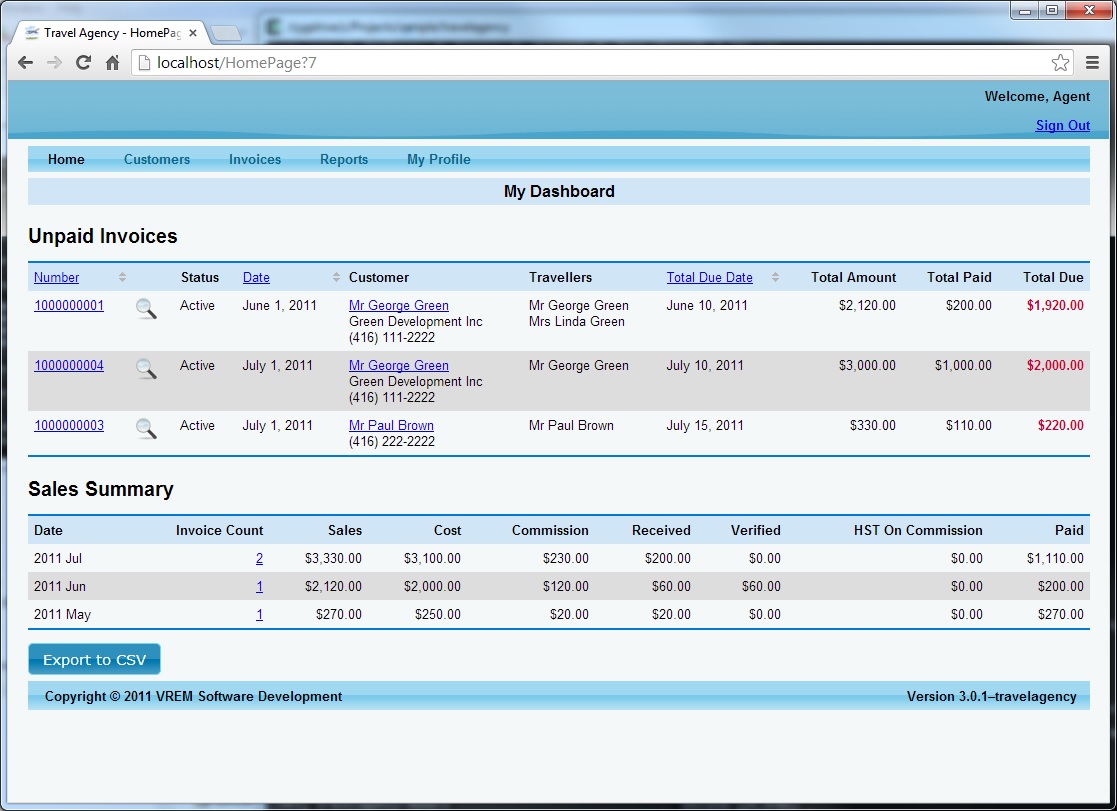 Travel Agency - HomePag
localhost/HomePage?7
Welcome, Agent
Sign Out
Home Customers Invoices Reports My Profile
My Dashboard
Unpaid Invoices
Number Status Date Customer Travellers Total Due Date Total Amount Total Paid Total Due
1000000001 Active June 1, 2011 Mr George Green Mr George Green June 10, 2011 $2,120.00 $200.00 $1,920.00
Green Development Inc Mrs Linda Green
(416) 111-2222
1000000004 Active July 1, 2011 Mr George Green Mr George Green July 10, 2011 $3,000.00 $1,000.00 $2,000.00
Green Development Inc
(416) 111-2222
1000000003 Active July 1, 2011 Mr Paul Brown Mr Paul Brown July 15, 2011 $330.00 $110.00 $220.00
(416) 222-2222
Sales Summary
Date Invoice Count Sales Cost Commission Received Verified HST On Commission Paid
2011 Jul 2 $3,330.00 $3,100.00 $230.00 $200.00 $0.00 $0.00 $1,110.00
2011 Jun 1 $2,120.00 $2,000.00 $120.00 $60.00 $60.00 $0.00 $200.00
2011 May 1 $270.00 $250.00 $20.00 $20.00 $0.00 $0.00 $270.00
Export to CSV
Copyright © 2011 VREM Software Development Version 3.0.1–travelagency